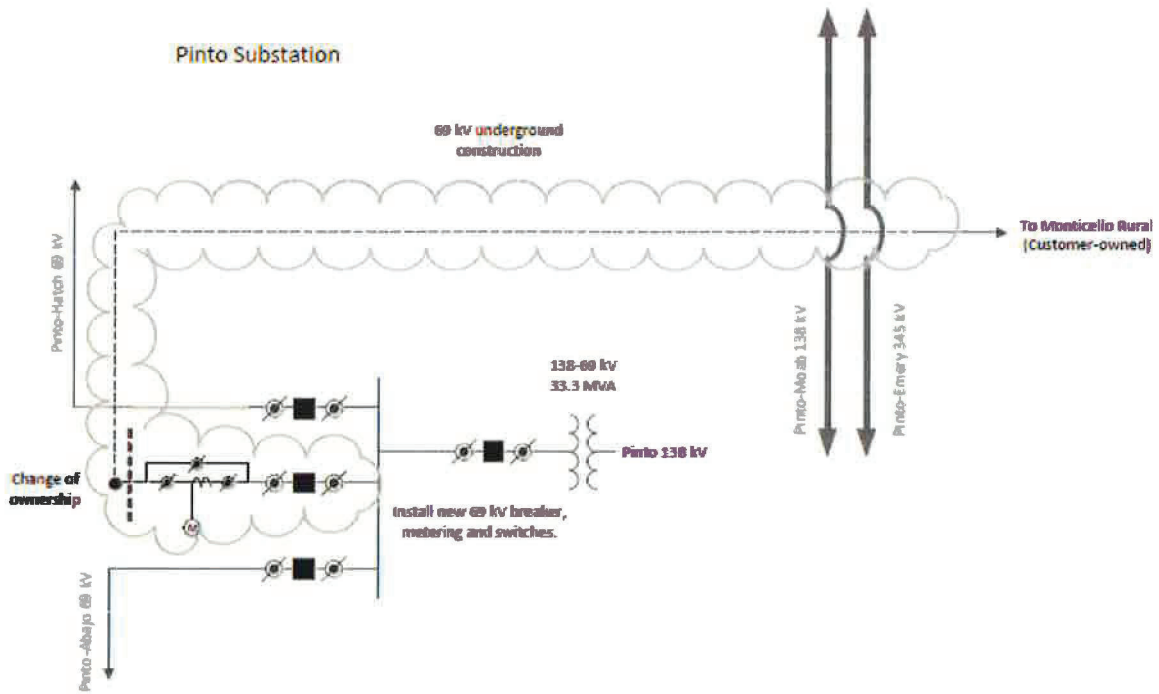 Pinto Substation
69 kV underground
construction
To Monticello Rural
(Customer-owned)
Pinto-Hatch 69 kV
Pinto-Moab 138 kV
Pinto-Emery 345 kV
138-69 kV
33.3 MVA
Pinto 138 kV
Change of
ownership
M
Install new 69 kV breaker,
metering and switches.
Pinto-Abajo 69 kV